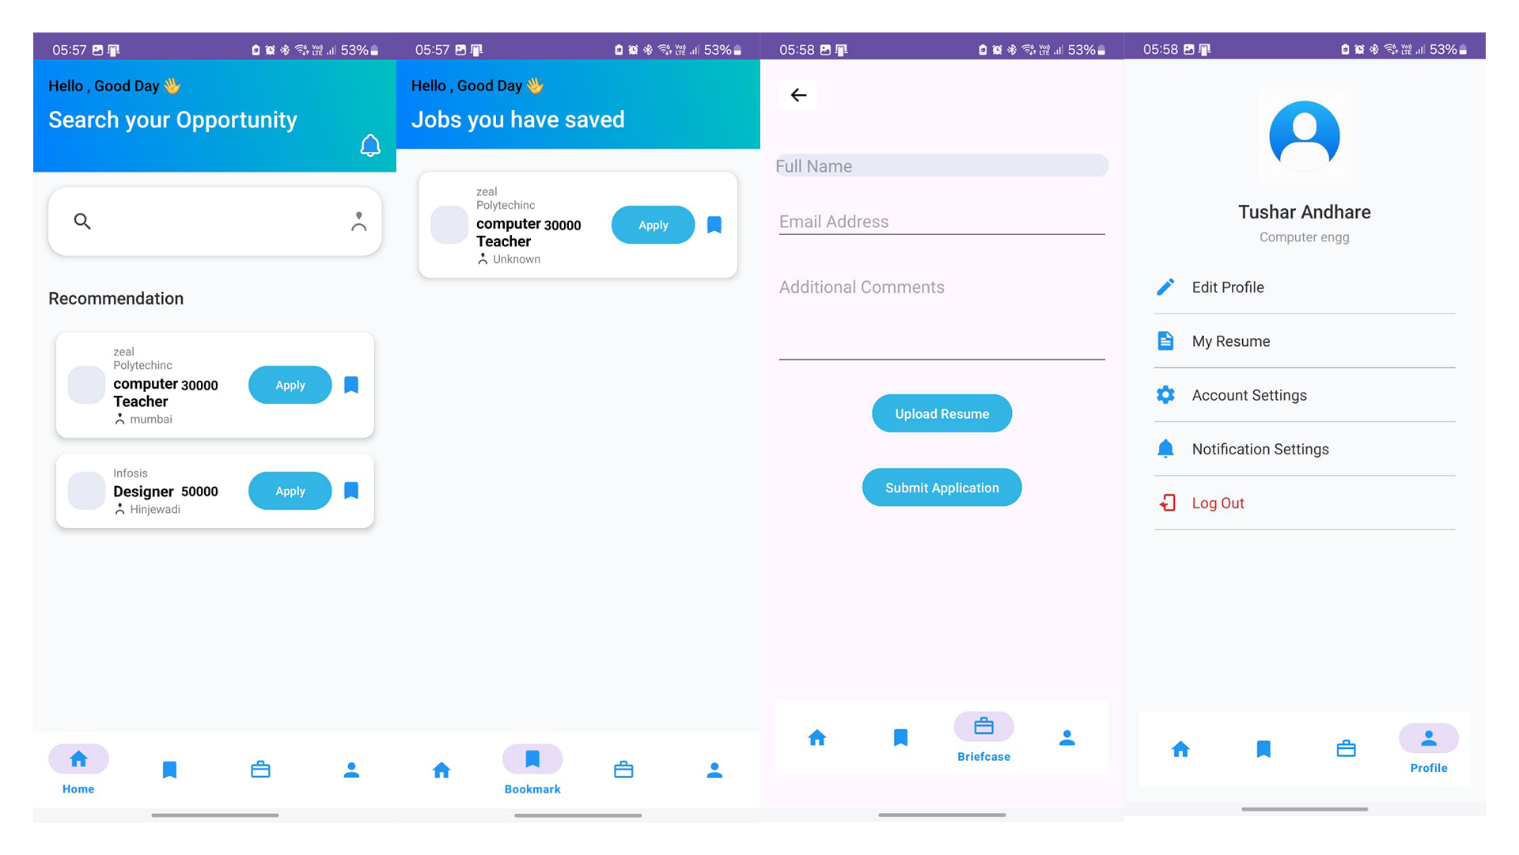 05:57
53%
Hello , Good Day 👋
Search your Opportunity
Recommendation
zeal
Polytechinc
computer 30000
Teacher
mumbai
Apply
Infosis
Designer 50000
Hinjewadi
Apply
Home
05:57
53%
Hello , Good Day 👋
Jobs you have saved
zeal
Polytechinc
computer 30000
Teacher
Unknown
Apply
Bookmark
05:58
53%
Full Name
Email Address
Additional Comments
Upload Resume
Submit Application
Briefcase
05:58
53%
Tushar Andhare
Computer engg
Edit Profile
My Resume
Account Settings
Notification Settings
Log Out
Profile